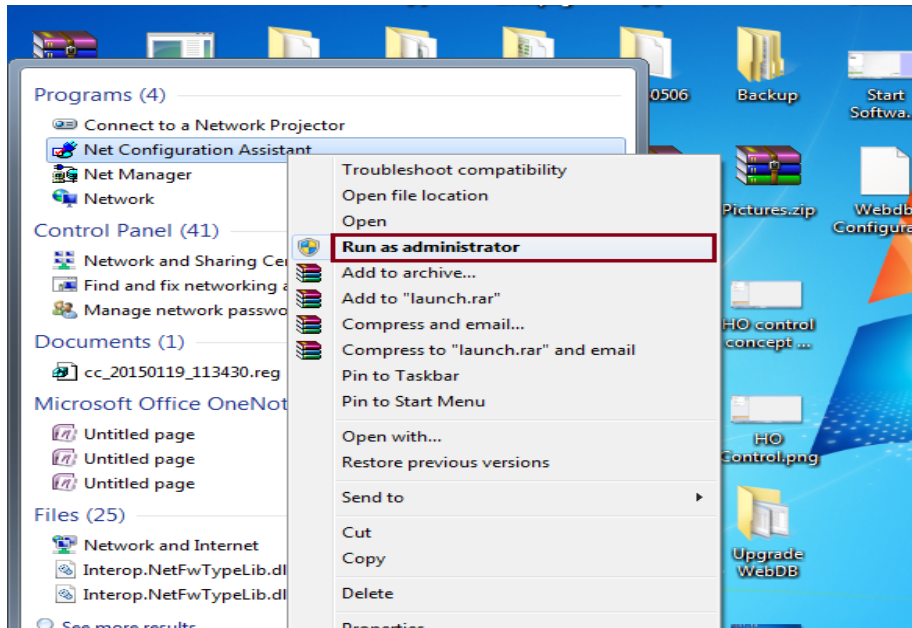 Programs (4)
Connect to a Network Projector
Net Configuration Assistant
Net Manager
Network
Control Panel (41)
Network and Sharing Ce
Find and fix networking
Manage network passwo
Documents (1)
cc_20150119_113430.reg
Microsoft Office OneNot
Untitled page
Untitled page
Untitled page
Files (25)
Network and Internet
Interop.NetFwTypeLib.dl
Interop.NetFwTypeLib.dl
See more results
Troubleshoot compatibility
Open file location
Open
Run as administrator
Add to archive...
Add to "launch.rar"
Compress and email...
Compress to "launch.rar" and email
Pin to Taskbar
Pin to Start Menu
Open with...
Restore previous versions
Send to
Cut
Copy
Delete
Properties
0506
Backup
Start
Softwa...
Pictures.zip
Webdb
Configura
HO control
concept ...
HO
Control.png
Upgrade
WebDB